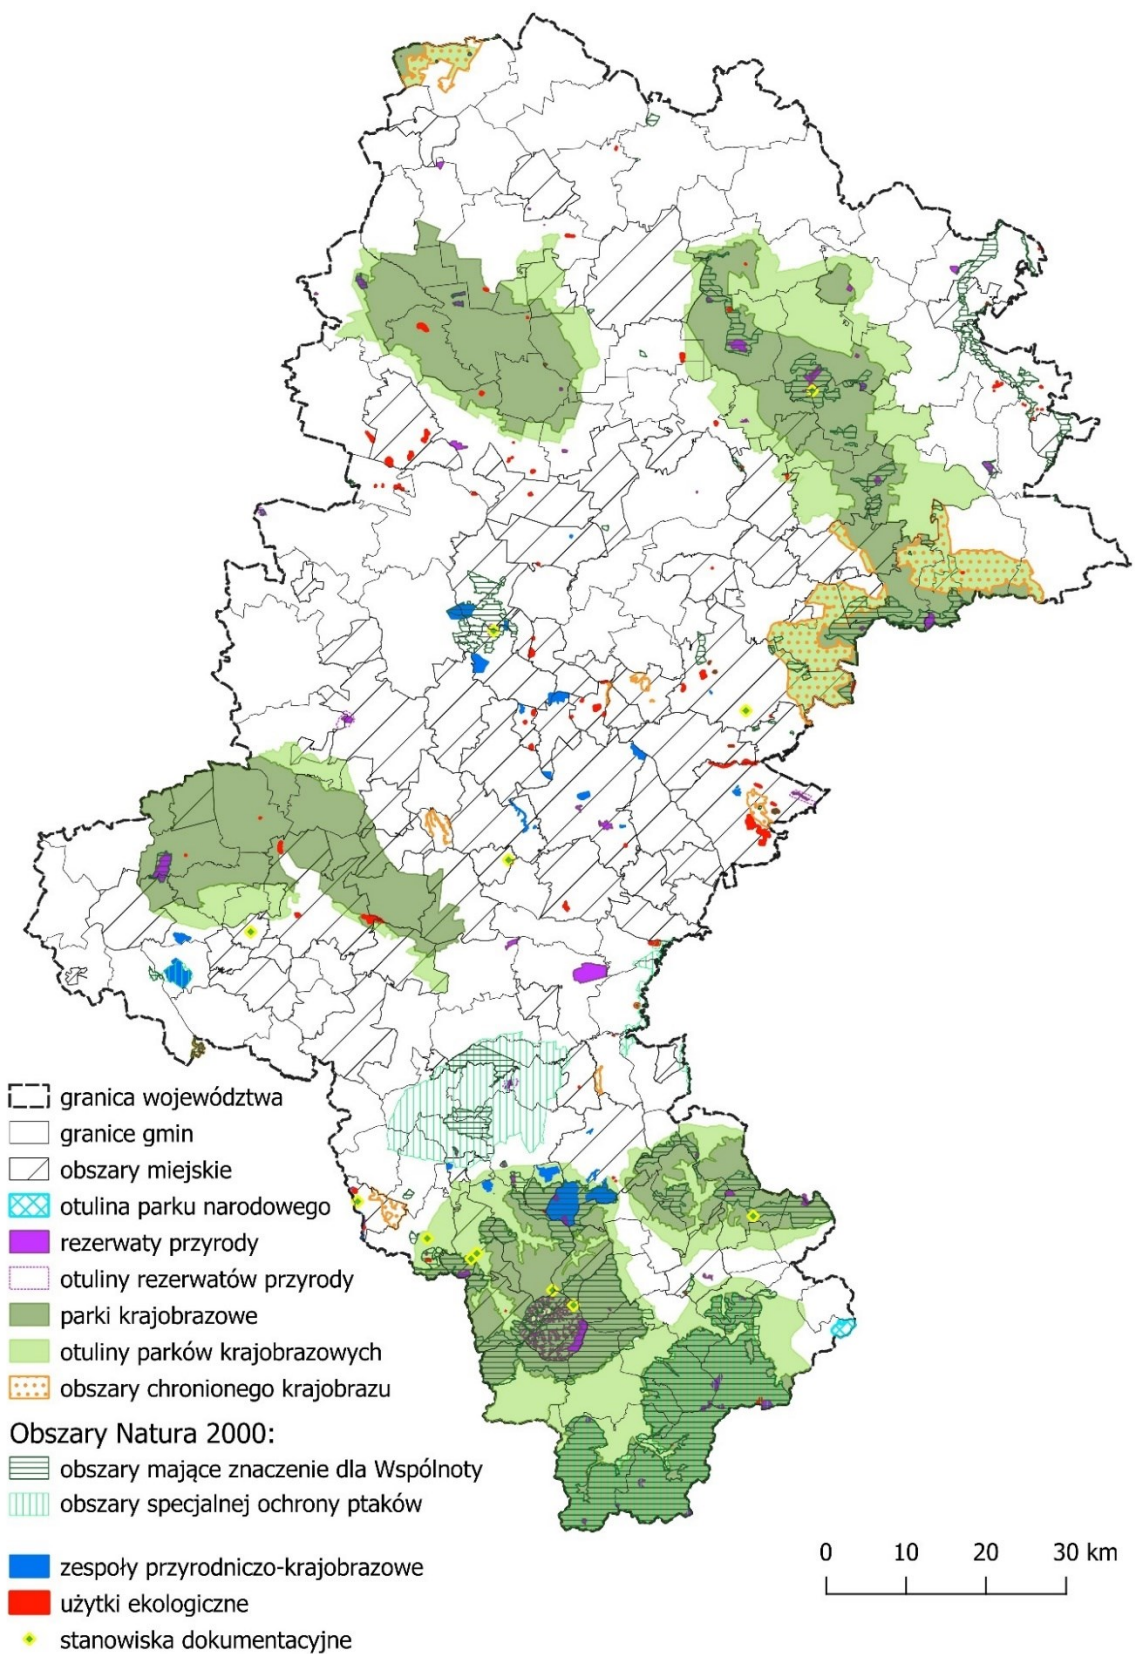 granica województwa
granice gmin
obszary miejskie
otulina parku narodowego
rezerwaty przyrody
otuliny rezerwatów przyrody
parki krajobrazowe
otuliny parków krajobrazowych
obszary chronionego krajobrazu
Obszary Natura 2000:
obszary mające znaczenie dla Wspólnoty
obszary specjalnej ochrony ptaków
zespoły przyrodniczo-krajobrazowe
użytki ekologiczne
stanowiska dokumentacyjne
0 10 20 30 km